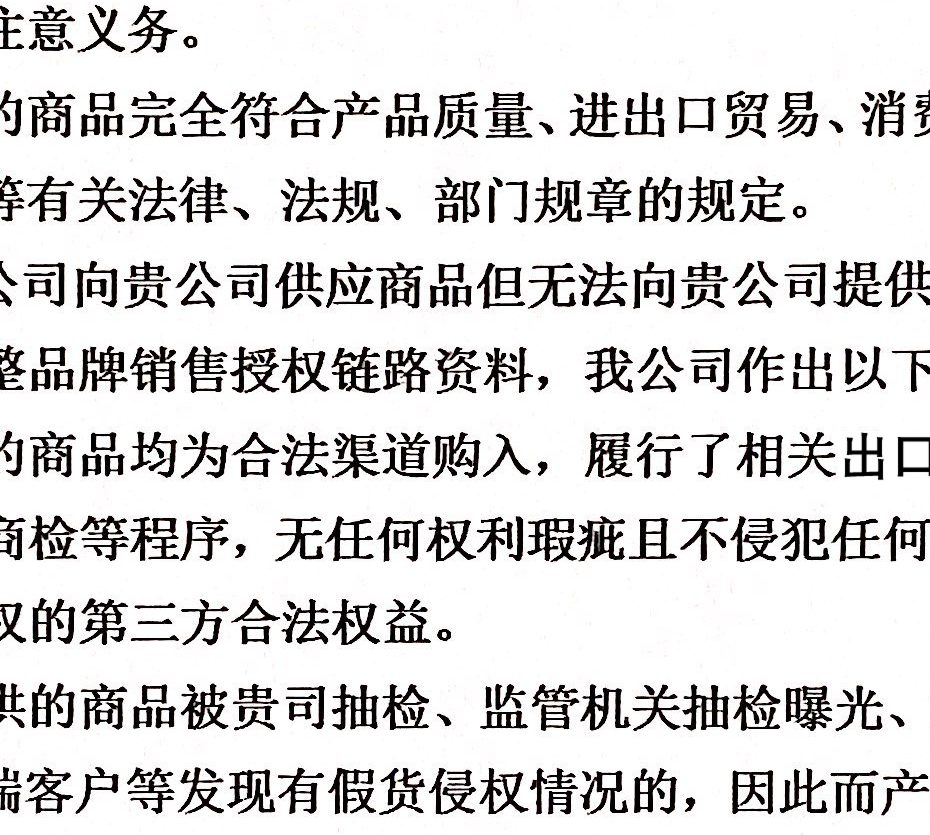 注意义务。
的商品完全符合产品质量、进出口贸易、消费
等有关法律、法规、部门规章的规定。
公司向贵公司供应商品但无法向贵公司提供
整品牌销售授权链路资料，我公司作出以下
的商品均为合法渠道购入，履行了相关出口
商检等程序，无任何权利瑕疵且不侵犯任何
权的第三方合法权益。
供的商品被贵司抽检、监管机关抽检曝光、
端客户等发现有假货侵权情况的，因此而产